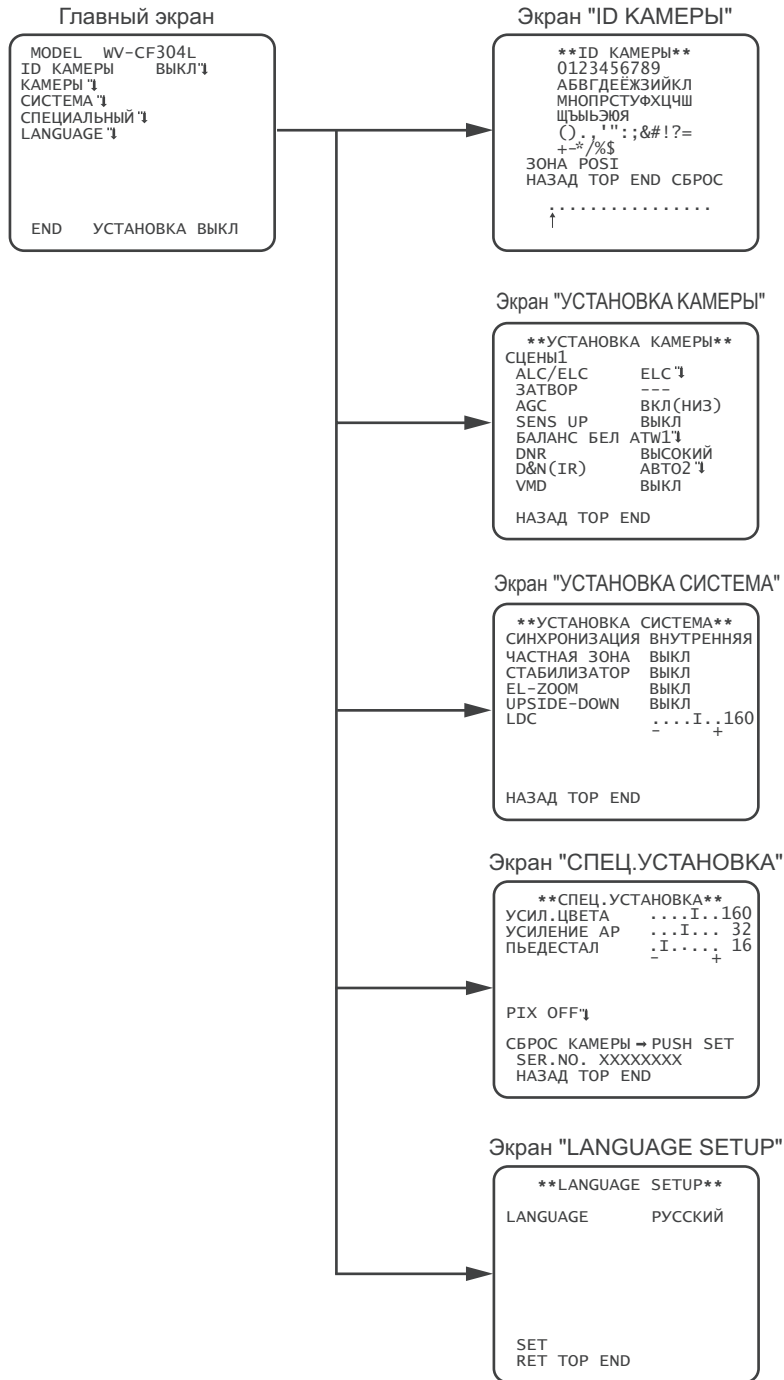 Главный экран
MODEL WV-CF304L
ID КАМЕРЫ ВЫКЛ
КАМЕРЫ
СИСТЕМА
СПЕЦИАЛЬНЫЙ
LANGUAGE
END УСТАНОВКА ВЫКЛ
Экран "ID КАМЕРЫ"
**ID КАМЕРЫ**
0123456789
АБВГДЕЁЖЗИЙКЛ
МНОПРСТУФХЦЧШ
ЩЪЫЬЭЮЯ
().,'":;&#!?=
+-*/%$
ЗОНА POSI
НАЗАД TOP END СБРОС
................
↑
Экран "УСТАНОВКА КАМЕРЫ"
**УСТАНОВКА КАМЕРЫ**
СЦЕНЫ1
ALC/ELC ELC
ЗАТВОР ---
AGC ВКЛ(НИЗ)
SENS UP ВЫКЛ
БАЛАНС БЕЛ ATW1
DNR ВЫСОКИЙ
D&N(IR) АВТО2
VMD ВЫКЛ
НАЗАД TOP END
Экран "УСТАНОВКА СИСТЕМА"
**УСТАНОВКА СИСТЕМА**
СИНХРОНИЗАЦИЯ ВНУТРЕННЯЯ
ЧАСТНАЯ ЗОНА ВЫКЛ
СТАБИЛИЗАТОР ВЫКЛ
EL-ZOOM ВЫКЛ
UPSIDE-DOWN ВЫКЛ
LDC ....I..160
- +
НАЗАД TOP END
Экран "СПЕЦ.УСТАНОВКА"
**СПЕЦ.УСТАНОВКА**
УСИЛ.ЦВЕТА ....I..160
УСИЛЕНИЕ АР ...I... 32
ПЬЕДЕСТАЛ .I..... 16
- +
PIX OFF
СБРОС КАМЕРЫ → PUSH SET
SER.NO. XXXXXXXX
НАЗАД TOP END
Экран "LANGUAGE SETUP"
**LANGUAGE SETUP**
LANGUAGE РУССКИЙ
SET
RET TOP END